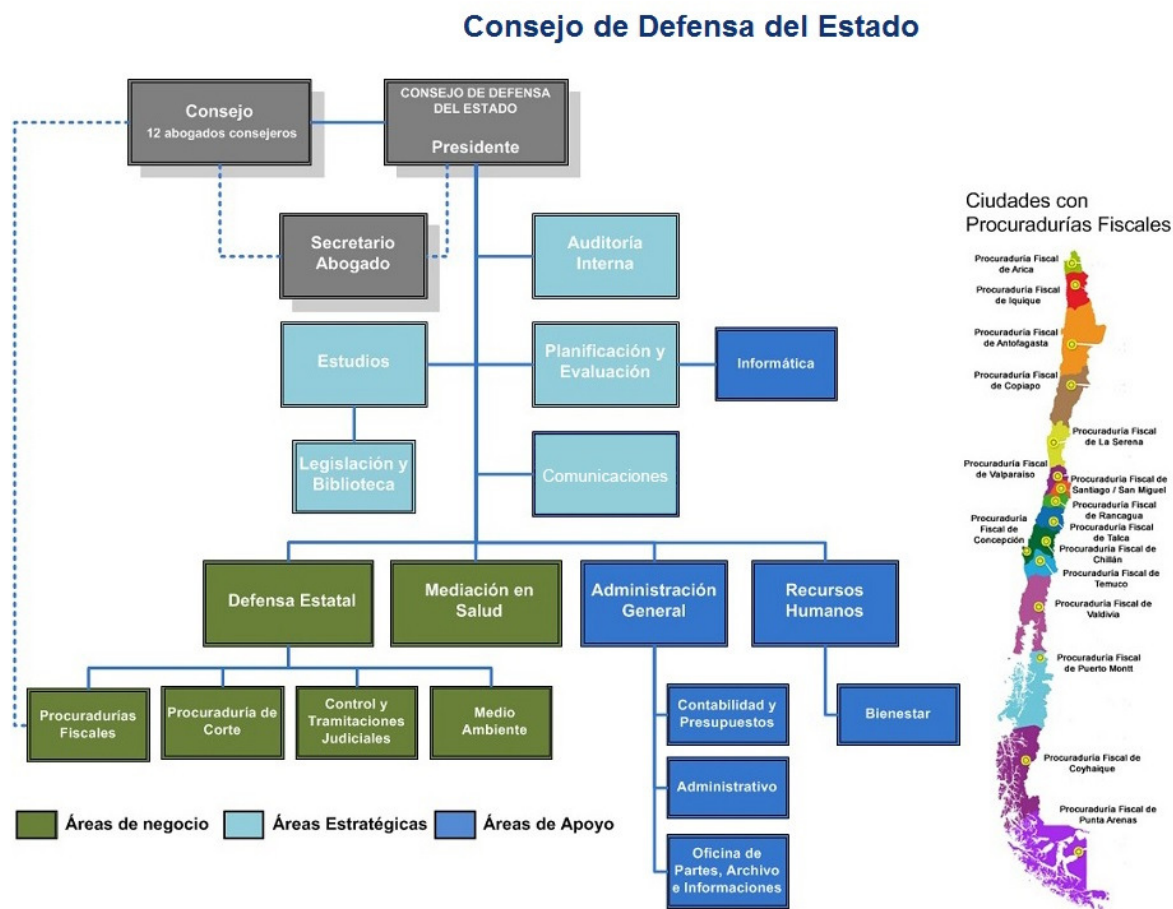 Consejo de Defensa del Estado
Consejo
12 abogados consejeros
CONSEJO DE DEFENSA
DEL ESTADO
Presidente
Secretario
Abogado
Auditoría
Interna
Estudios
Planificación y
Evaluación
Informática
Legislación y
Biblioteca
Comunicaciones
Defensa Estatal
Mediación en
Salud
Administración
General
Recursos
Humanos
Procuradurías
Fiscales
Procuraduría de
Corte
Control y
Tramitaciones
Judiciales
Medio
Ambiente
Contabilidad y
Presupuestos
Bienestar
Administrativo
Oficina de
Partes, Archivo
e Informaciones
Áreas de negocio
Áreas Estratégicas
Áreas de Apoyo
Ciudades con
Procuradurías Fiscales
Procuraduría Fiscal
de Arica
Procuraduría Fiscal
de Iquique
Procuraduría Fiscal
de Antofagasta
Procuraduría Fiscal
de Copiapo
Procuraduría Fiscal
de La Serena
Procuraduría Fiscal
de Valparaíso
Procuraduría Fiscal de
Santiago / San Miguel
Procuraduría Fiscal
de Rancagua
Procuraduría
Fiscal de
Concepción
Procuraduría Fiscal
de Talca
Procuraduría Fiscal de
Chillán
Procuraduría Fiscal de
Temuco
Procuraduría Fiscal de
Valdivia
Procuraduría Fiscal
de Puerto Montt
Procuraduría Fiscal de
Coyhaique
Procuraduría Fiscal de
Punta Arenas